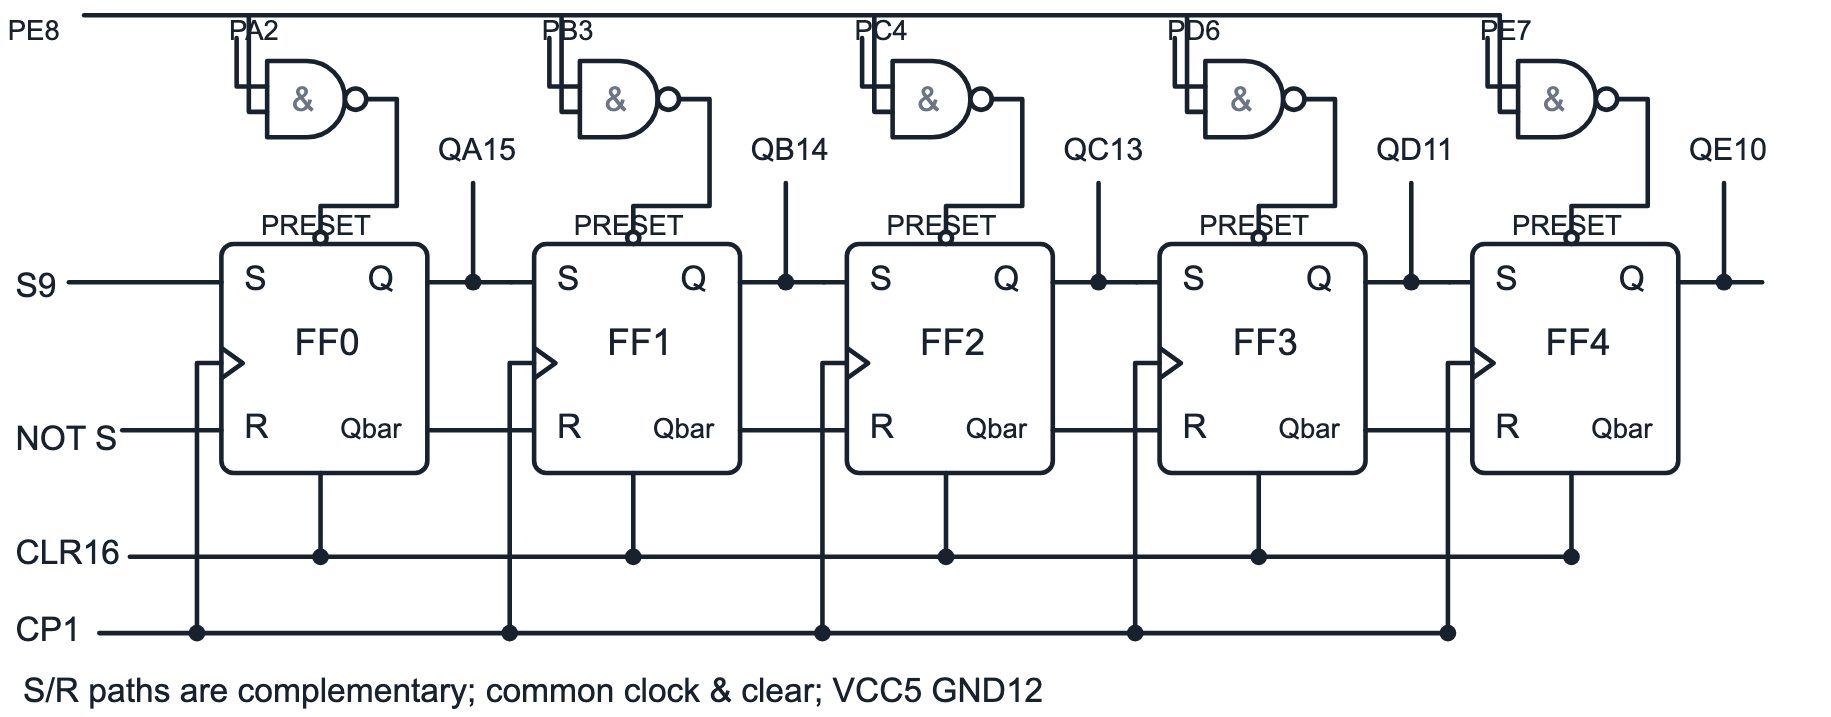 PE8 PA2 PB3 PC4 PD6 PE7
& & & & &
QA15 QB14 QC13 QD11 QE10
PRESET PRESET PRESET PRESET PRESET
S9 S Q S Q S Q S Q S Q
FF0 FF1 FF2 FF3 FF4
NOT S R Qbar R Qbar R Qbar R Qbar R Qbar
CLR16
CP1
S/R paths are complementary; common clock & clear; VCC5 GND12